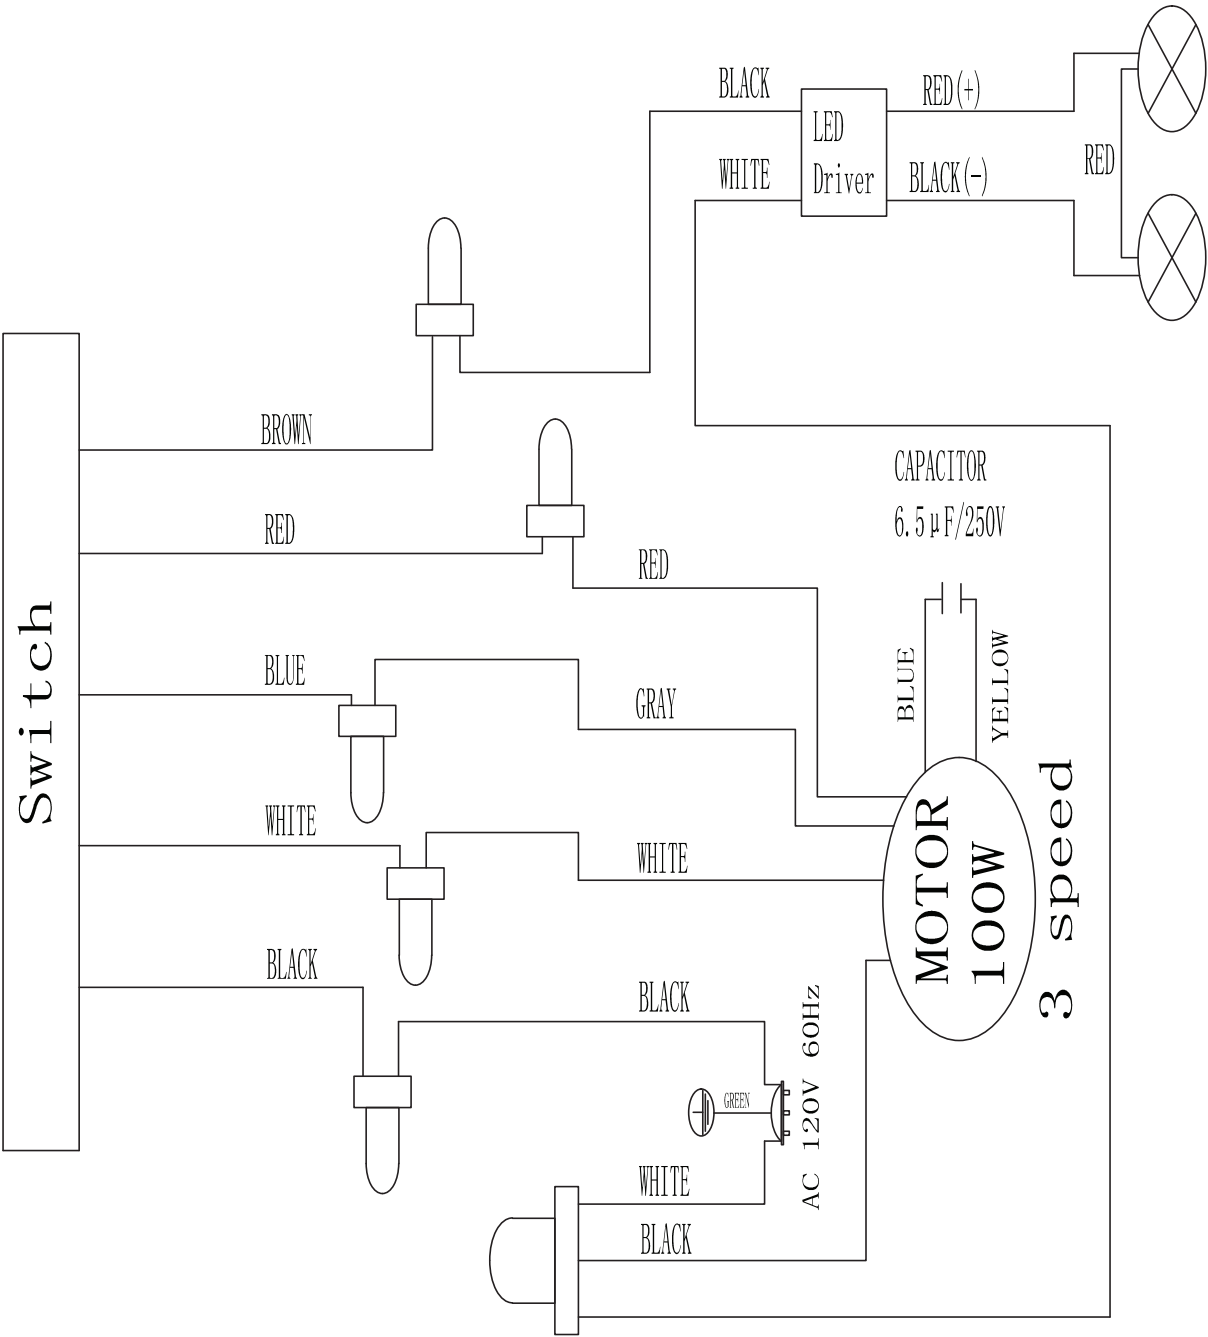 BLACK
RED(+)
LED
Driver
WHITE
BLACK(-)
RED
BROWN
CAPACITOR
6.5μF/250V
RED
RED
BLUE
GRAY
BLUE
YELLOW
Switch
WHITE
WHITE
MOTOR
100W
3 speed
BLACK
BLACK
GREEN
AC 120V 60Hz
WHITE
BLACK